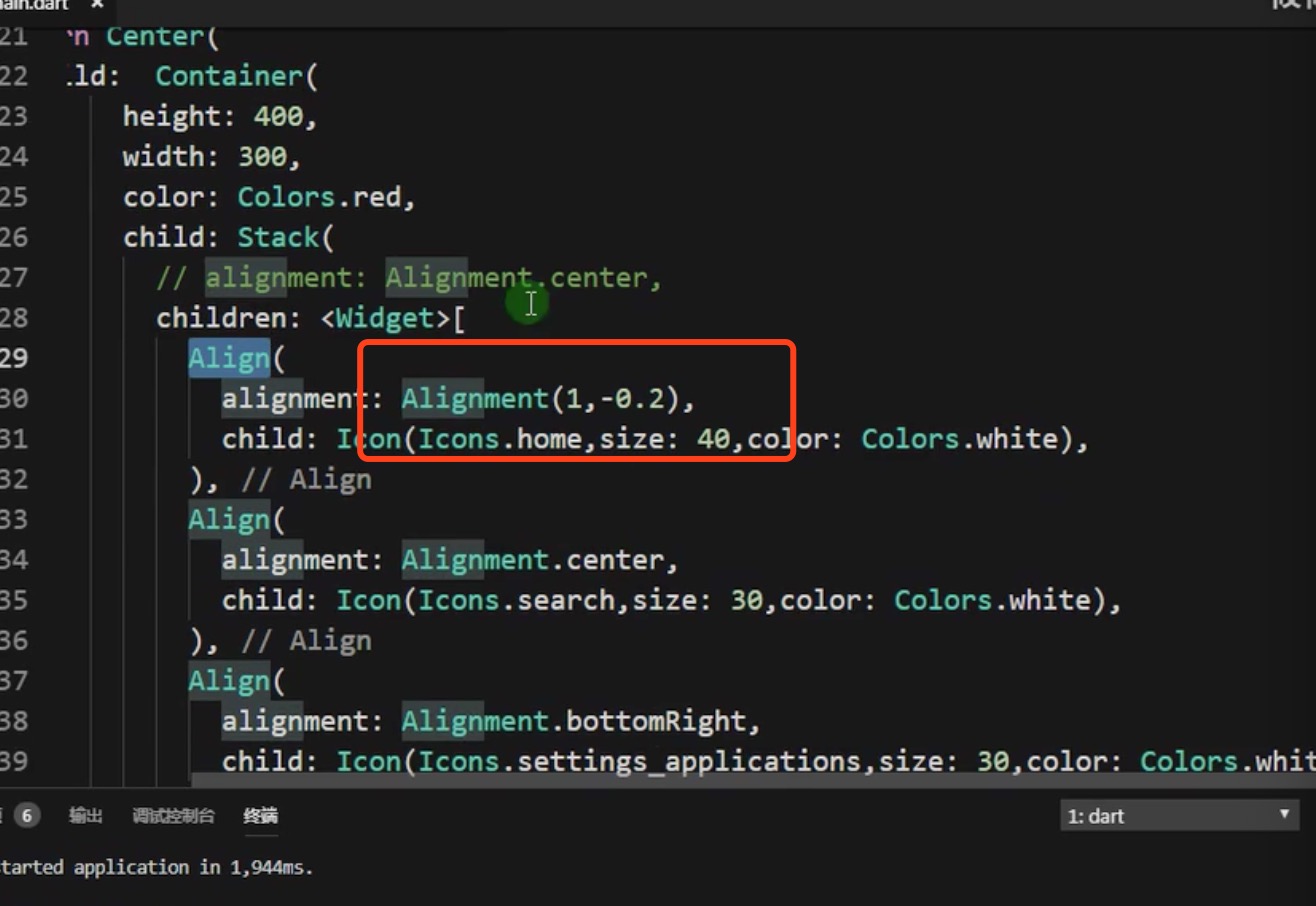 main.dart ×
21 n Center(
22 ld: Container(
23 height: 400,
24 width: 300,
25 color: Colors.red,
26 child: Stack(
27 // alignment: Alignment.center,
28 children: <Widget>[
29 Align(
30 alignment: Alignment(1,-0.2),
31 child: Icon(Icons.home,size: 40,color: Colors.white),
32 ), // Align
33 Align(
34 alignment: Alignment.center,
35 child: Icon(Icons.search,size: 30,color: Colors.white),
36 ), // Align
37 Align(
38 alignment: Alignment.bottomRight,
39 child: Icon(Icons.settings_applications,size: 30,color: Colors.whit
6 输出 调试控制台 终端 1: dart
tarted application in 1,944ms.